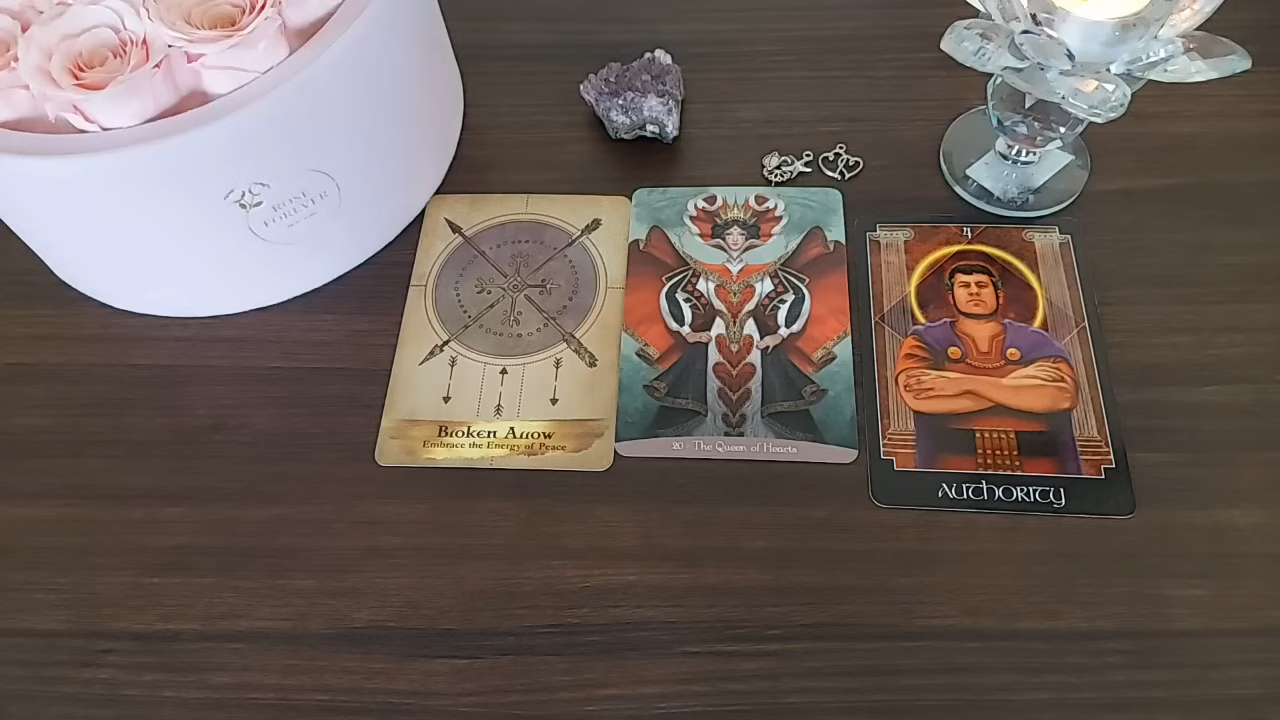 ROSE
FOREVER
Broken Arrow
Embrace the Energy of Peace
20 - The Queen of Hearts
4
AUTHORITY